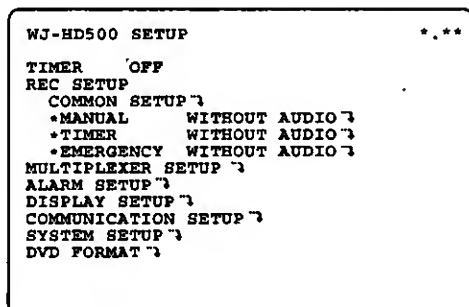 WJ-HD500 SETUP *.**
TIMER OFF
REC SETUP
COMMON SETUP
*MANUAL WITHOUT AUDIO
*TIMER WITHOUT AUDIO
*EMERGENCY WITHOUT AUDIO
MULTIPLEXER SETUP
ALARM SETUP
DISPLAY SETUP
COMMUNICATION SETUP
SYSTEM SETUP
DVD FORMAT